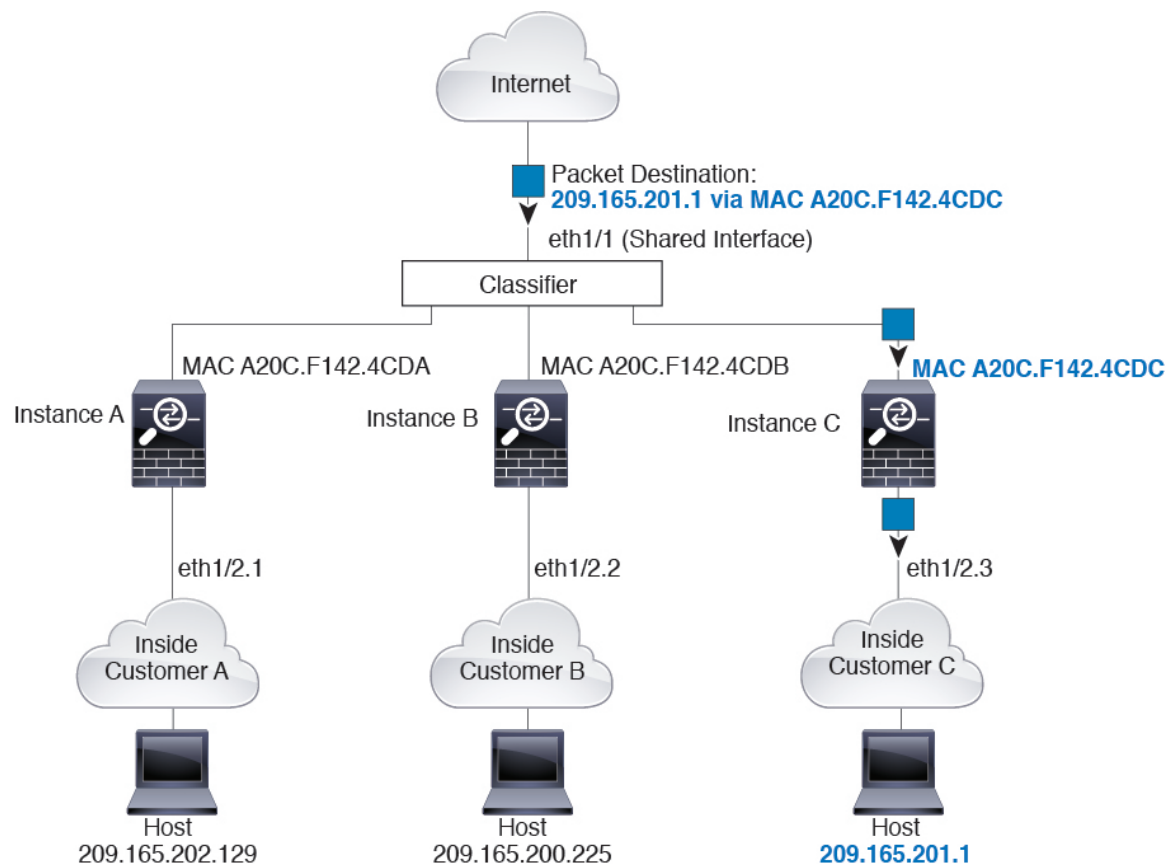 Internet
Packet Destination:
209.165.201.1 via MAC A20C.F142.4CDC
eth1/1 (Shared Interface)
Classifier
MAC A20C.F142.4CDA
MAC A20C.F142.4CDB
MAC A20C.F142.4CDC
Instance A
Instance B
Instance C
eth1/2.1
eth1/2.2
eth1/2.3
Inside
Customer A
Inside
Customer B
Inside
Customer C
Host
209.165.202.129
Host
209.165.200.225
Host
209.165.201.1